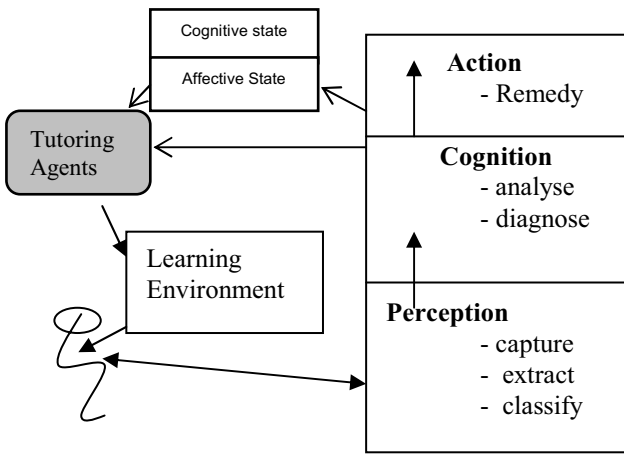 Cognitive state
Affective State
Tutoring
Agents
Learning
Environment
Action
- Remedy
Cognition
- analyse
- diagnose
Perception
- capture
- extract
- classify